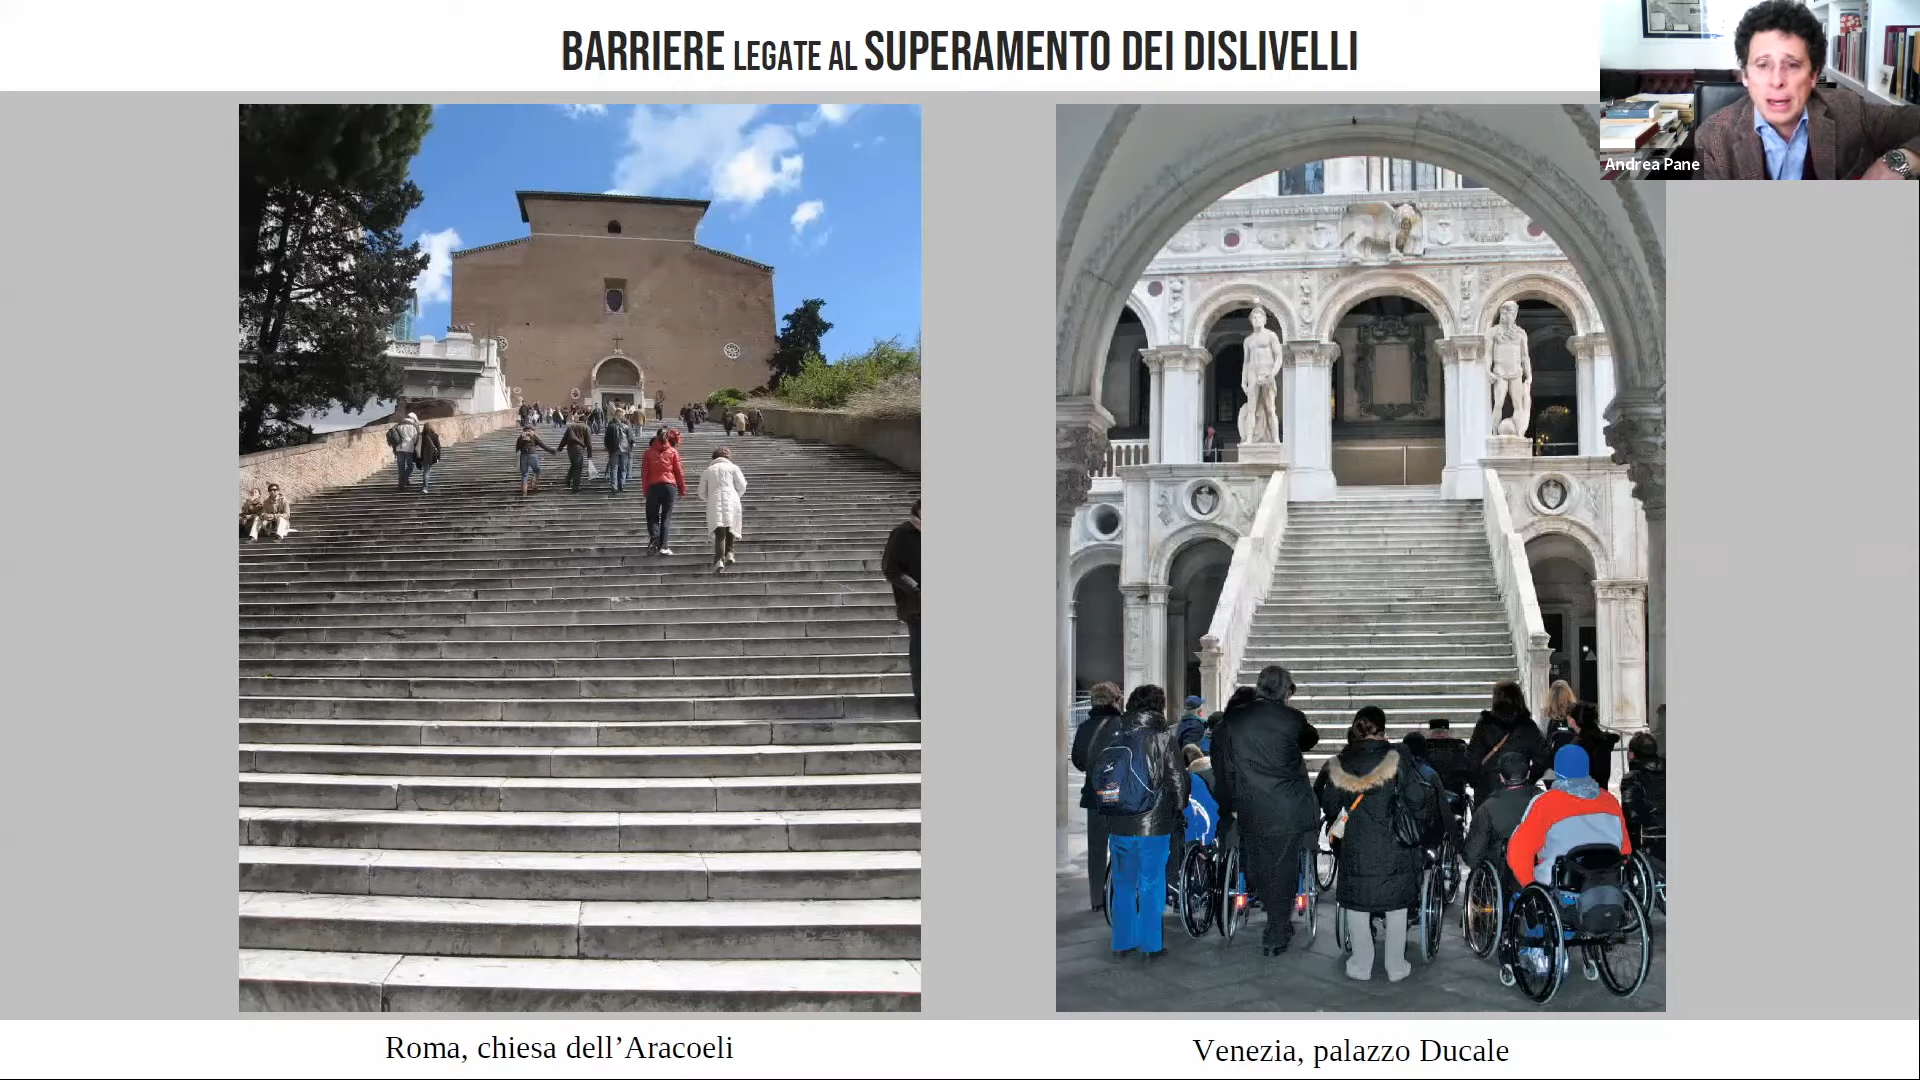 BARRIERE LEGATE AL SUPERAMENTO DEI DISLIVELLI
Andrea Pane
Roma, chiesa dell’Aracoeli
Venezia, palazzo Ducale